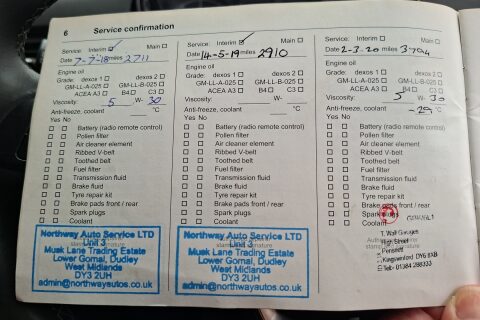 6 Service confirmation
Service: Interim ☑ Main ☐
Date 7-7-18 miles 2711
Engine oil
Grade: dexos 1 ☐ dexos 2 ☐
GM-LL-A-025 ☐ GM-LL-B-025 ☐
ACEA A3 ☐ B4 ☐ C3 ☐
Viscosity: 5 W- 30
Anti-freeze, coolant °C
Yes No
☐ ☐ Battery (radio remote control)
☐ ☐ Pollen filter
☐ ☐ Air cleaner element
☐ ☐ Ribbed V-belt
☐ ☐ Toothed belt
☐ ☐ Fuel filter
☐ ☐ Transmission fluid
☐ ☐ Brake fluid
☐ ☐ Tyre repair kit
☐ ☐ Brake pads front / rear
☐ ☐ Spark plugs
☐ ☐ Coolant
Northway Auto Service LTD
Unit 3
Musk Lane Trading Estate
Lower Gornal, Dudley
West Midlands
DY3 2UH
admin@northwayautos.co.uk
Service: Interim ☑ Main ☐
Date 14-5-19 miles 2910
Engine oil
Grade: dexos 1 ☐ dexos 2 ☐
GM-LL-A-025 ☐ GM-LL-B-025 ☐
ACEA A3 ☐ B4 ☐ C3 ☐
Viscosity: W-
Anti-freeze, coolant °C
Yes No
☐ ☐ Battery (radio remote control)
☐ ☐ Pollen filter
☐ ☐ Air cleaner element
☐ ☐ Ribbed V-belt
☐ ☐ Toothed belt
☐ ☐ Fuel filter
☐ ☐ Transmission fluid
☐ ☐ Brake fluid
☐ ☐ Tyre repair kit
☐ ☐ Brake pads front / rear
☐ ☐ Spark plugs
☐ ☐ Coolant
Northway Auto Service LTD
Unit 3
Musk Lane Trading Estate
Lower Gornal, Dudley
West Midlands
DY3 2UH
admin@northwayautos.co.uk
Service: Interim ☐ Main ☐
Date 2-3-20 miles
Engine oil
Grade: dexos 1 ☐ dexos 2 ☐
GM-LL-A-025 ☐ GM-LL-B-025 ☐
ACEA A3 ☐ B4 ☐ C3 ☐
Viscosity: 5 W- 30
Anti-freeze, coolant °C
Yes No
☐ ☐ Battery (radio remote control)
☐ ☐ Pollen filter
☐ ☐ Air cleaner element
☐ ☐ Ribbed V-belt
☐ ☐ Toothed belt
☐ ☐ Fuel filter
☐ ☐ Transmission fluid
☐ ☐ Brake fluid
☐ ☐ Tyre repair kit
☐ ☐ Brake pads front / rear
☐ ☐ Spark
☐ ☐ Coolant
T. Wall Garages
High Street
Pensnett
Kingswinford DY6 8XB
Tel:- 01384 288333